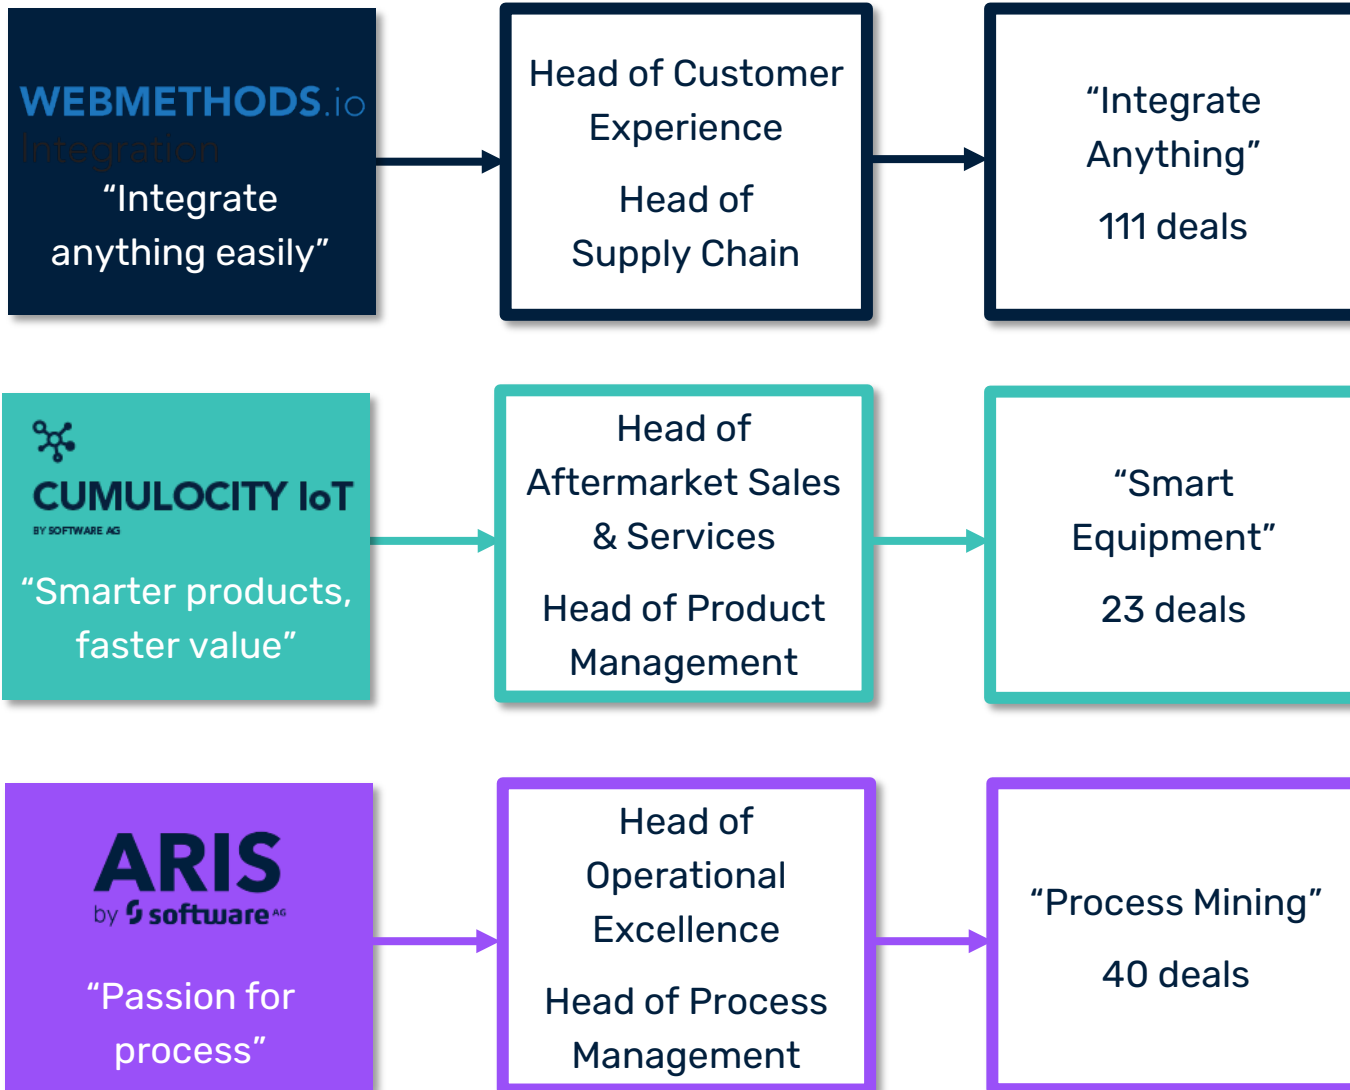 WEBMETHODS.io
Integration
“Integrate
anything easily”
Head of Customer
Experience
Head of
Supply Chain
“Integrate
Anything”
111 deals
CUMULOCITY IoT
BY SOFTWARE AG
“Smarter products,
faster value”
Head of
Aftermarket Sales
& Services
Head of Product
Management
“Smart
Equipment”
23 deals
ARIS
by software AG
“Passion for
process”
Head of
Operational
Excellence
Head of Process
Management
“Process Mining”
40 deals